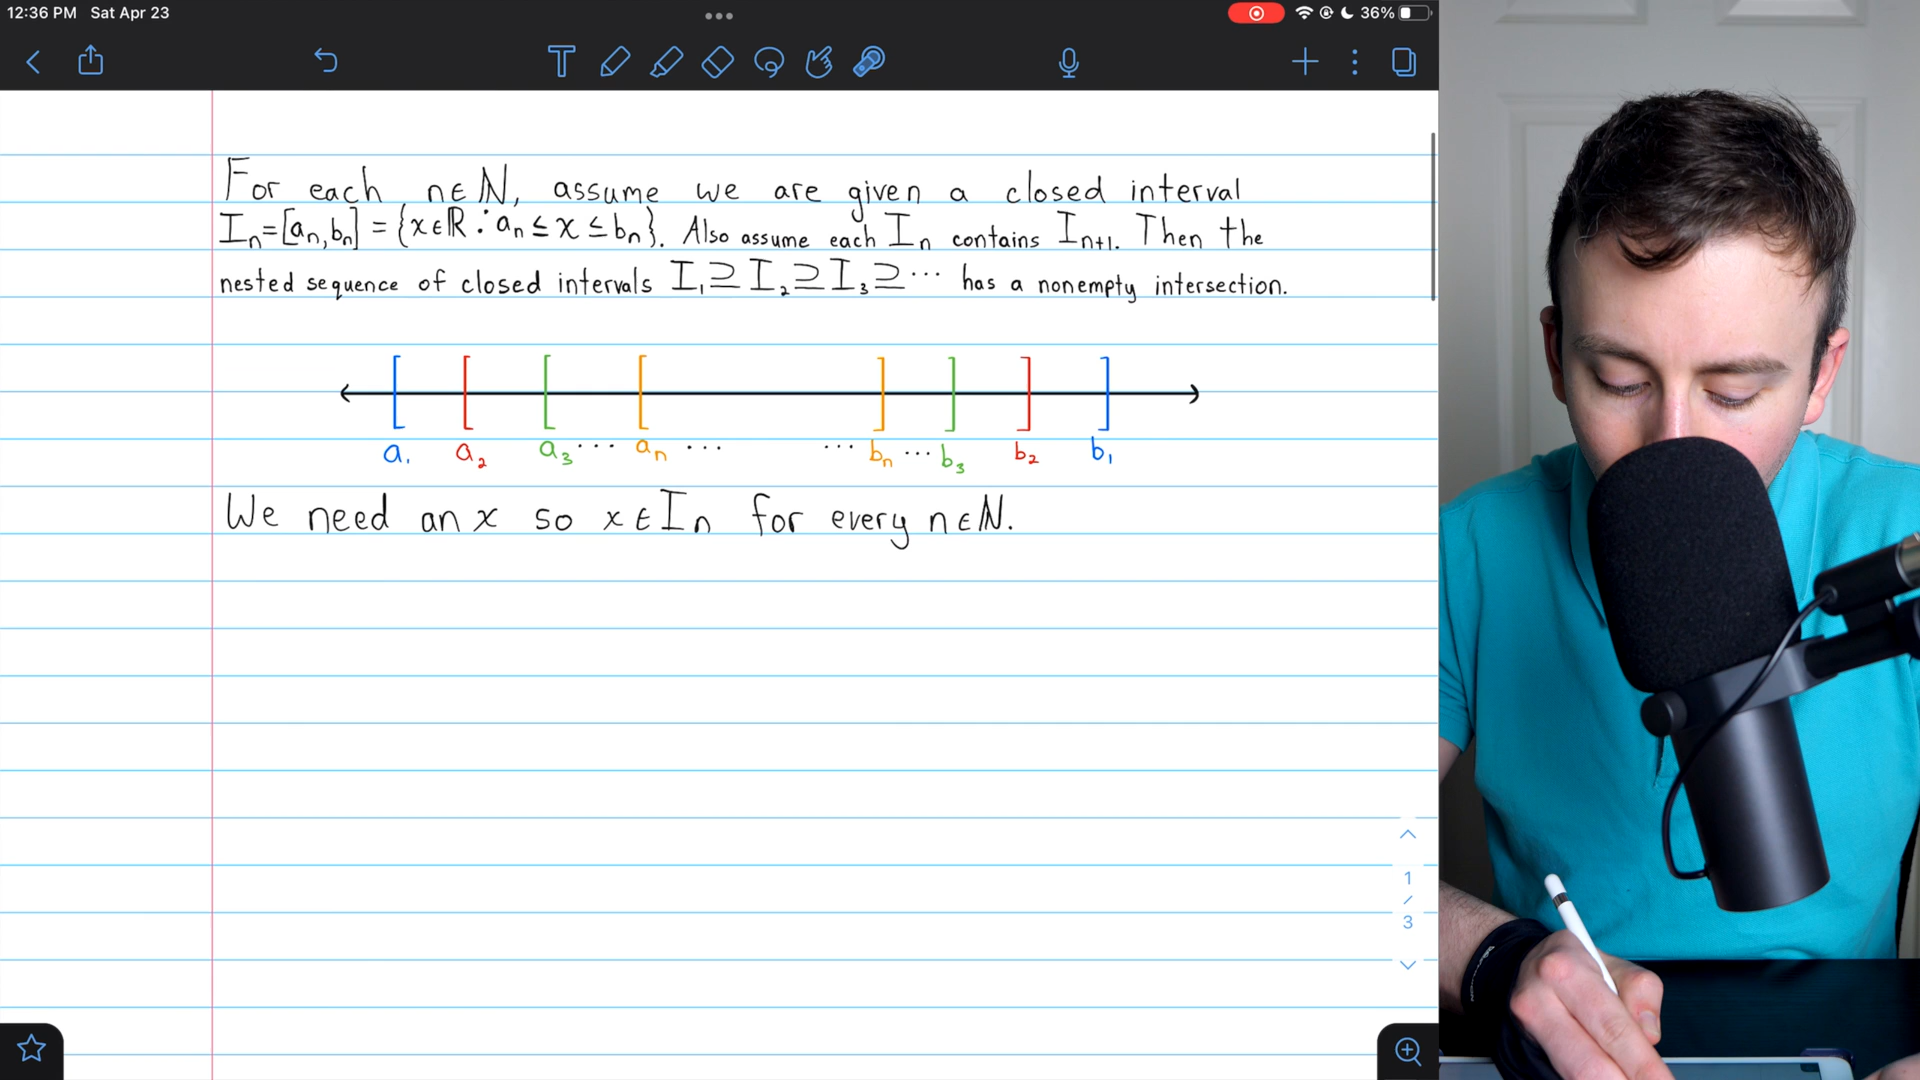 12:36 PM Sat Apr 23
36%
For each n∈ℕ, assume we are given a closed interval
Iₙ=[aₙ,bₙ] = {x∈ℝ : aₙ ≤ x ≤ bₙ}. Also assume each Iₙ contains Iₙ₊₁. Then the
nested sequence of closed intervals I₁⊇I₂⊇I₃⊇⋯ has a nonempty intersection.
a₁ a₂ a₃ ⋯ aₙ ⋯ ⋯ bₙ ⋯ b₃ b₂ b₁
We need an x so x∈Iₙ for every n∈ℕ.
1
/
3